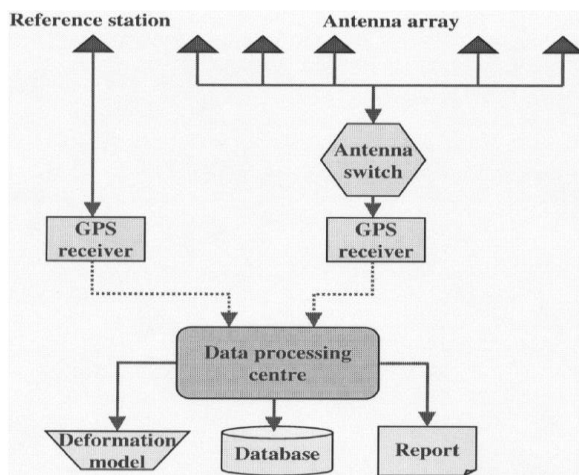 Reference station
Antenna array
Antenna
switch
GPS
receiver
GPS
receiver
Data processing
centre
Deformation
model
Database
Report